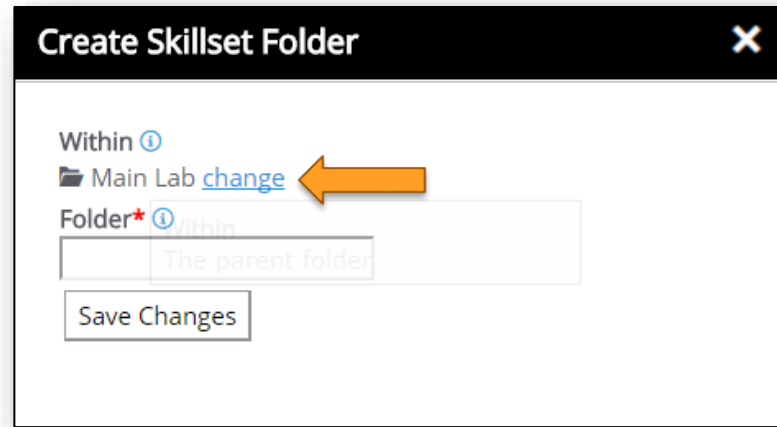 Create Skillset Folder
Within
Main Lab change
Folder*
Within
The parent folder
Save Changes